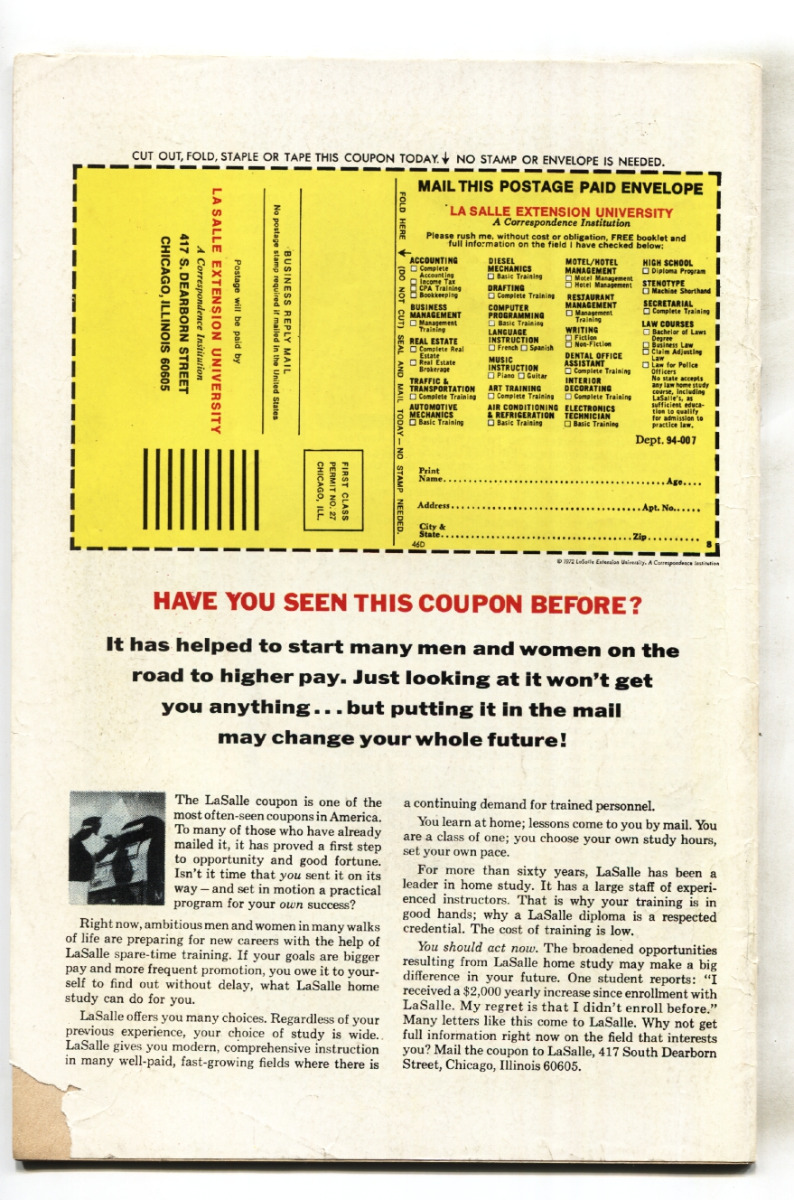 CUT OUT, FOLD, STAPLE OR TAPE THIS COUPON TODAY. ↓ NO STAMP OR ENVELOPE IS NEEDED.
Postage will be paid by
LA SALLE EXTENSION UNIVERSITY
A Correspondence Institution
417 S. DEARBORN STREET
CHICAGO, ILLINOIS 60605
BUSINESS REPLY MAIL
No postage stamp required if mailed in the United States
FIRST CLASS
PERMIT NO. 27
CHICAGO, ILL.
FOLD HERE ↓ (DO NOT CUT) SEAL AND MAIL TODAY — NO STAMP NEEDED.
MAIL THIS POSTAGE PAID ENVELOPE
LA SALLE EXTENSION UNIVERSITY
A Correspondence Institution
Please rush me, without cost or obligation, FREE booklet and
full information on the field I have checked below:
ACCOUNTING
☐ Complete
Accounting
☐ Income Tax
☐ CPA Training
☐ Bookkeeping
BUSINESS
MANAGEMENT
☐ Management
Training
REAL ESTATE
☐ Complete Real
Estate
☐ Real Estate
Brokerage
TRAFFIC &
TRANSPORTATION
☐ Complete Training
AUTOMOTIVE
MECHANICS
☐ Basic Training
DIESEL
MECHANICS
☐ Basic Training
DRAFTING
☐ Complete Training
COMPUTER
PROGRAMMING
☐ Basic Training
LANGUAGE
INSTRUCTION
☐ French ☐ Spanish
MUSIC
INSTRUCTION
☐ Piano ☐ Guitar
ART TRAINING
☐ Complete Training
AIR CONDITIONING
& REFRIGERATION
☐ Basic Training
MOTEL/HOTEL
MANAGEMENT
☐ Motel Management
☐ Hotel Management
RESTAURANT
MANAGEMENT
☐ Management
Training
WRITING
☐ Fiction
☐ Non-Fiction
DENTAL OFFICE
ASSISTANT
☐ Complete Training
INTERIOR
DECORATING
☐ Complete Training
ELECTRONICS
TECHNICIAN
☐ Basic Training
HIGH SCHOOL
☐ Diploma Program
STENOTYPE
☐ Machine Shorthand
SECRETARIAL
☐ Complete Training
LAW COURSES
☐ Bachelor of Laws
Degree
☐ Business Law
☐ Claim Adjusting
Law
☐ Law for Police
Officers
No state accepts
any law home study
course, including
LaSalle's, as
sufficient educa-
tion to qualify
for admission to
practice law.
Dept. 94-007
Print
Name........ Age....
Address........ Apt. No......
City &
State........ Zip..........
46D 8
© 1972 LaSalle Extension University. A Correspondence Institution
HAVE YOU SEEN THIS COUPON BEFORE?
It has helped to start many men and women on the
road to higher pay. Just looking at it won't get
you anything...but putting it in the mail
may change your whole future!
The LaSalle coupon is one of the
most often-seen coupons in America.
To many of those who have already
mailed it, it has proved a first step
to opportunity and good fortune.
Isn't it time that you sent it on its
way — and set in motion a practical
program for your own success?
Right now, ambitious men and women in many walks
of life are preparing for new careers with the help of
LaSalle spare-time training. If your goals are bigger
pay and more frequent promotion, you owe it to your-
self to find out without delay, what LaSalle home
study can do for you.
LaSalle offers you many choices. Regardless of your
previous experience, your choice of study is wide.
LaSalle gives you modern, comprehensive instruction
in many well-paid, fast-growing fields where there is
a continuing demand for trained personnel.
You learn at home; lessons come to you by mail. You
are a class of one; you choose your own study hours,
set your own pace.
For more than sixty years, LaSalle has been a
leader in home study. It has a large staff of experi-
enced instructors. That is why your training is in
good hands; why a LaSalle diploma is a respected
credential. The cost of training is low.
You should act now. The broadened opportunities
resulting from LaSalle home study may make a big
difference in your future. One student reports: "I
received a $2,000 yearly increase since enrollment with
LaSalle. My regret is that I didn't enroll before."
Many letters like this come to LaSalle. Why not get
full information right now on the field that interests
you? Mail the coupon to LaSalle, 417 South Dearborn
Street, Chicago, Illinois 60605.